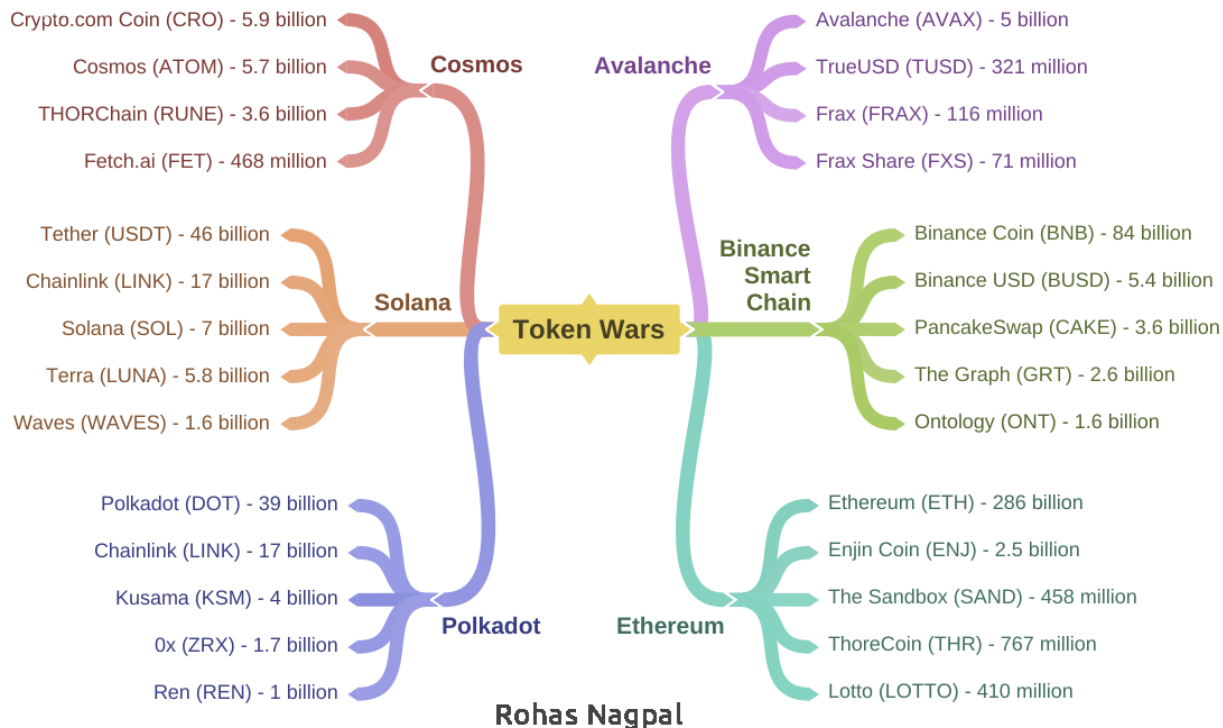 Crypto.com Coin (CRO) - 5.9 billion
Cosmos (ATOM) - 5.7 billion
THORChain (RUNE) - 3.6 billion
Fetch.ai (FET) - 468 million
Cosmos
Tether (USDT) - 46 billion
Chainlink (LINK) - 17 billion
Solana (SOL) - 7 billion
Terra (LUNA) - 5.8 billion
Waves (WAVES) - 1.6 billion
Solana
Polkadot (DOT) - 39 billion
Chainlink (LINK) - 17 billion
Kusama (KSM) - 4 billion
0x (ZRX) - 1.7 billion
Ren (REN) - 1 billion
Polkadot
Token Wars
Avalanche
Avalanche (AVAX) - 5 billion
TrueUSD (TUSD) - 321 million
Frax (FRAX) - 116 million
Frax Share (FXS) - 71 million
Binance
Smart
Chain
Binance Coin (BNB) - 84 billion
Binance USD (BUSD) - 5.4 billion
PancakeSwap (CAKE) - 3.6 billion
The Graph (GRT) - 2.6 billion
Ontology (ONT) - 1.6 billion
Ethereum
Ethereum (ETH) - 286 billion
Enjin Coin (ENJ) - 2.5 billion
The Sandbox (SAND) - 458 million
ThoreCoin (THR) - 767 million
Lotto (LOTTO) - 410 million
Rohas Nagpal